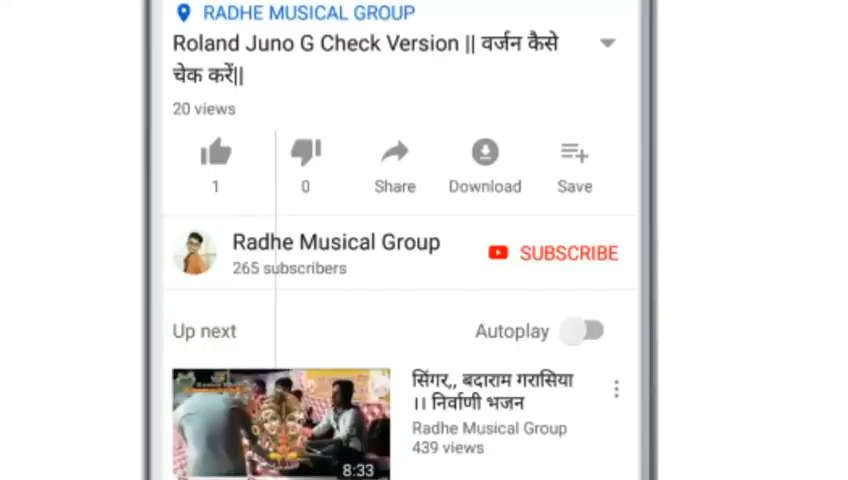 RADHE MUSICAL GROUP
Roland Juno G Check Version || वर्जन कैसे
चेक करें||
20 views
1
0
Share
Download
Save
Radhe Musical Group
265 subscribers
SUBSCRIBE
Up next
Autoplay
सिंगर,, बदाराम गरासिया
।। निर्वाणी भजन
Radhe Musical Group
439 views
8:33